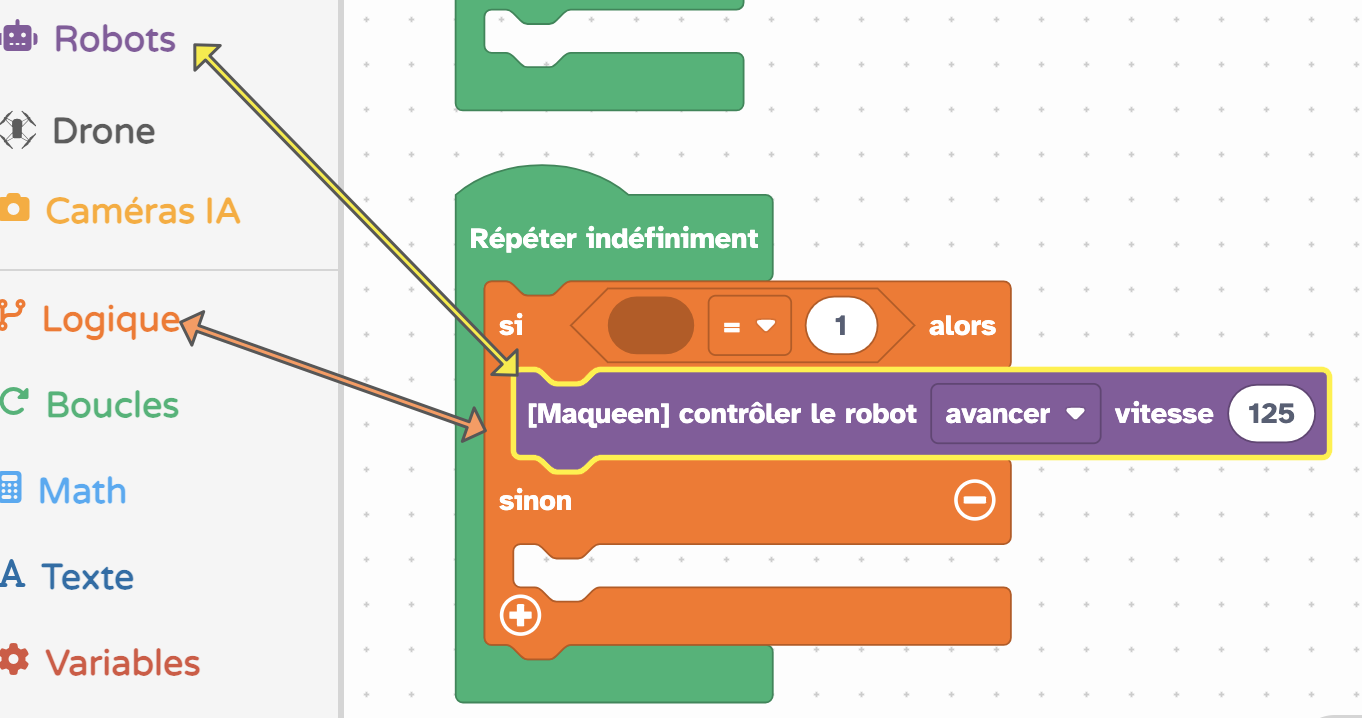 Robots
Drone
Caméras IA
Logique
Boucles
Math
Texte
Variables
Répéter indéfiniment
si = 1 alors
[Maqueen] contrôler le robot avancer vitesse 125
sinon